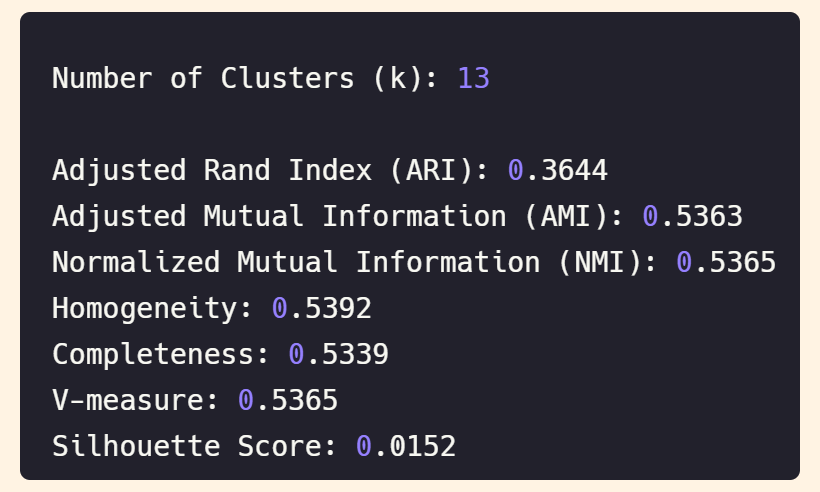 Number of Clusters (k): 13
Adjusted Rand Index (ARI): 0.3644
Adjusted Mutual Information (AMI): 0.5363
Normalized Mutual Information (NMI): 0.5365
Homogeneity: 0.5392
Completeness: 0.5339
V-measure: 0.5365
Silhouette Score: 0.0152